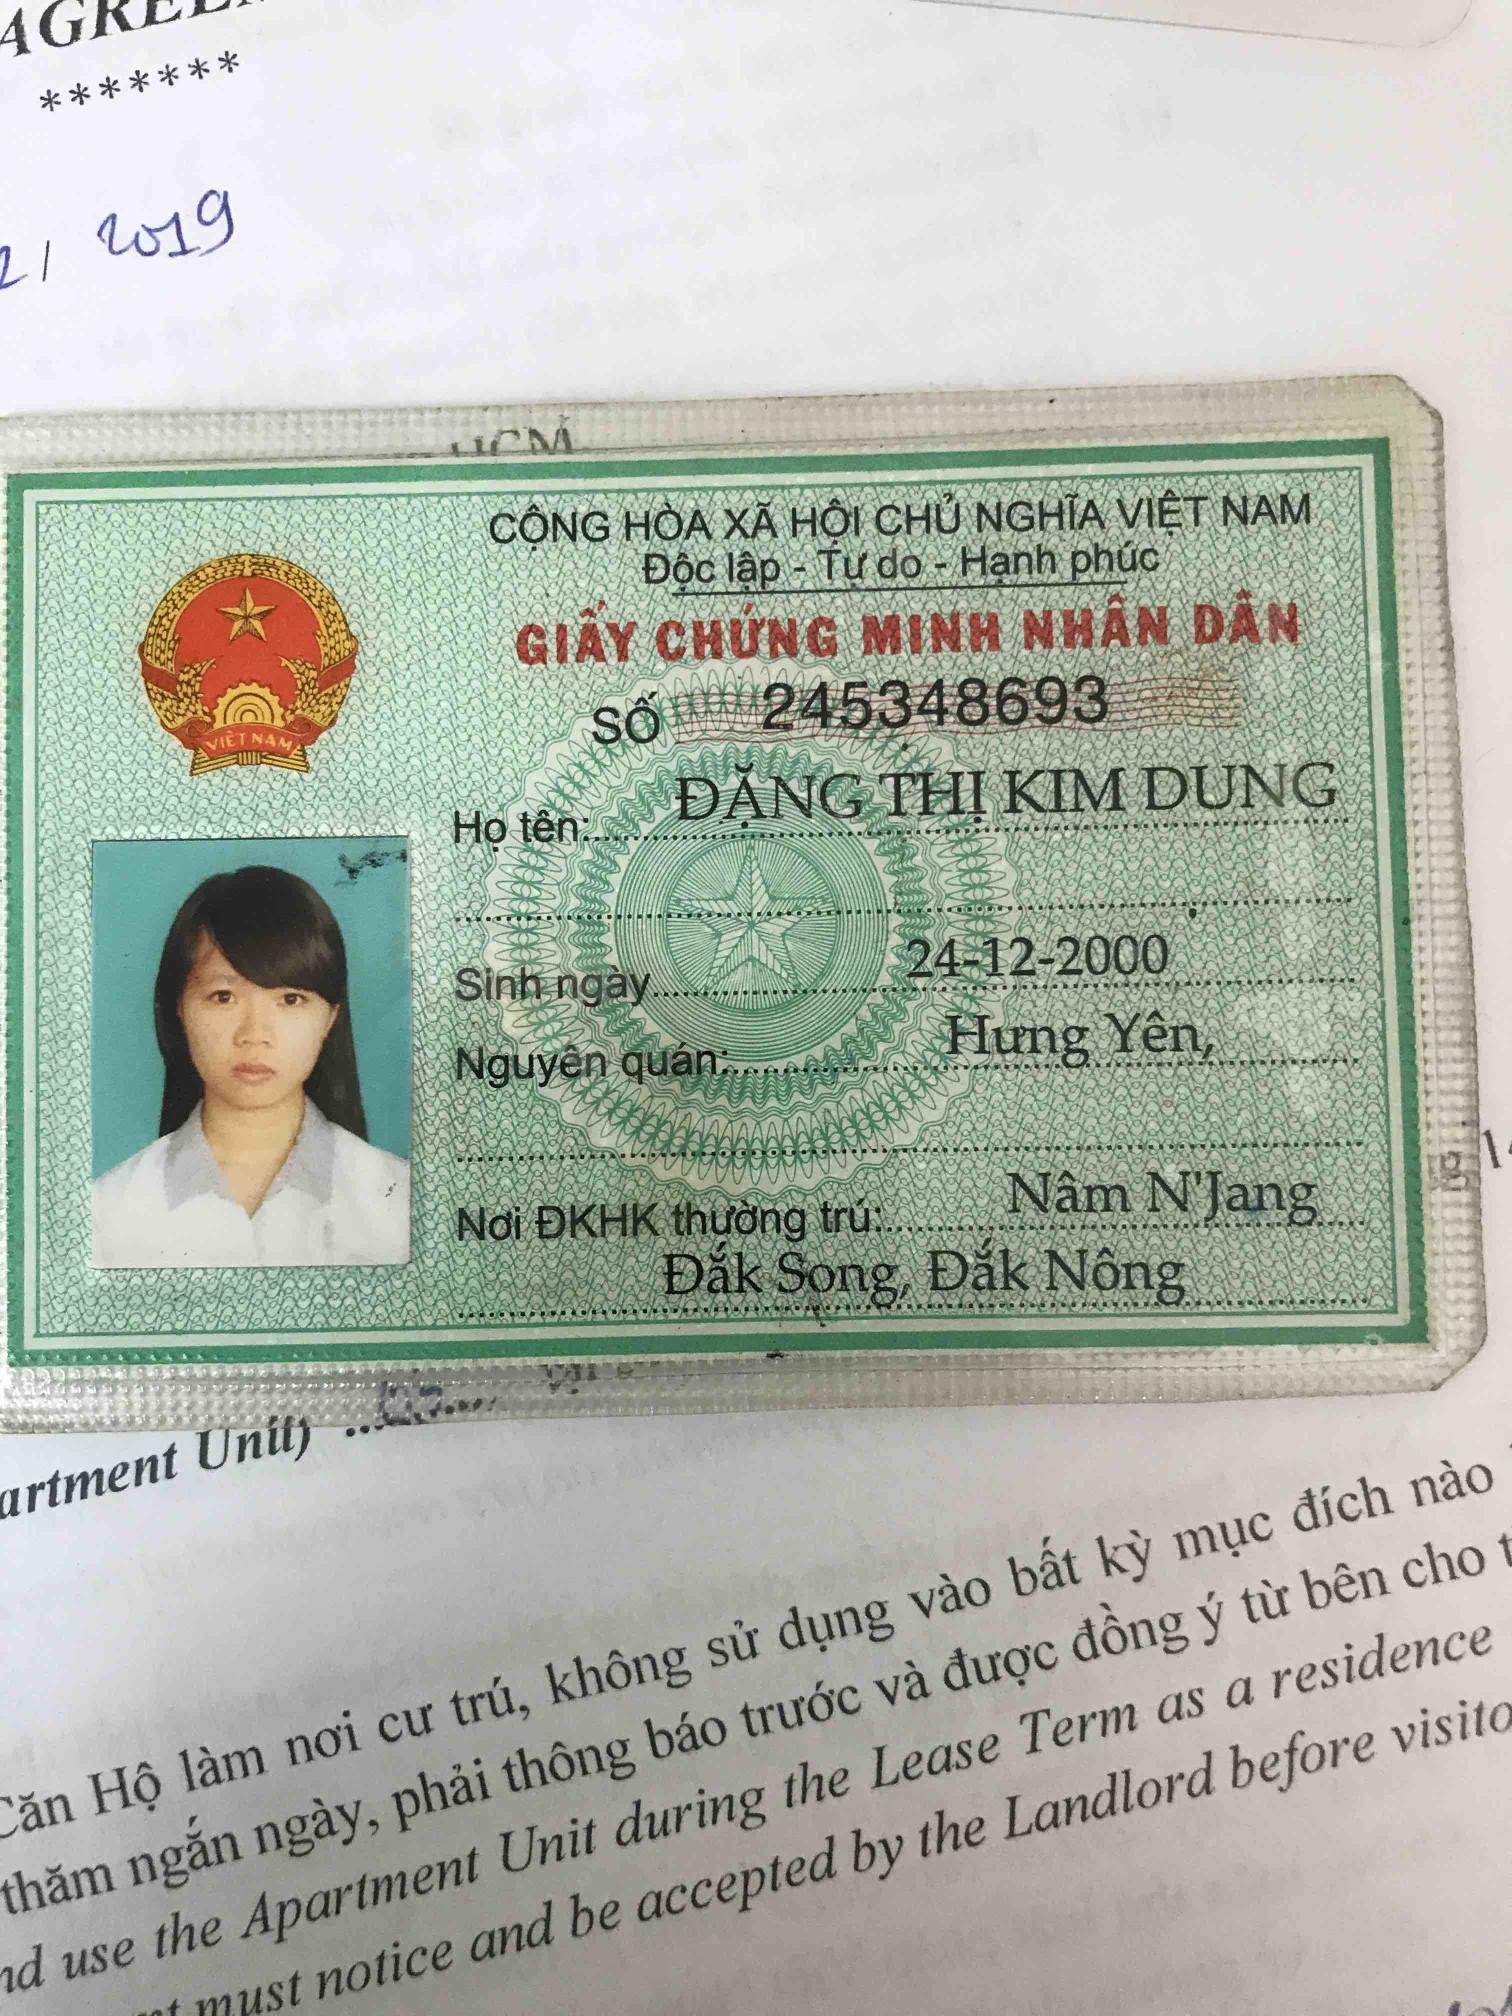 *******
2019
HCM
CỘNG HÒA XÃ HỘI CHỦ NGHĨA VIỆT NAM
Độc lập - Tự do - Hạnh phúc
GIẤY CHỨNG MINH NHÂN DÂN
SỐ 245348693
VIỆT NAM
Họ tên: ĐẶNG THỊ KIM DUNG
Sinh ngày 24-12-2000
Nguyên quán: Hưng Yên,
Nơi ĐKHK thường trú: Nâm N'Jang
Đắk Song, Đắk Nông
Unit)
Căn Hộ làm nơi cư trú, không sử dụng vào bất kỳ mục đích nào
thăm ngắn ngày, phải thông báo trước và được đồng ý từ bên cho
use the Apartment Unit during the Lease Term as a residence
must notice and be accepted by the Landlord before